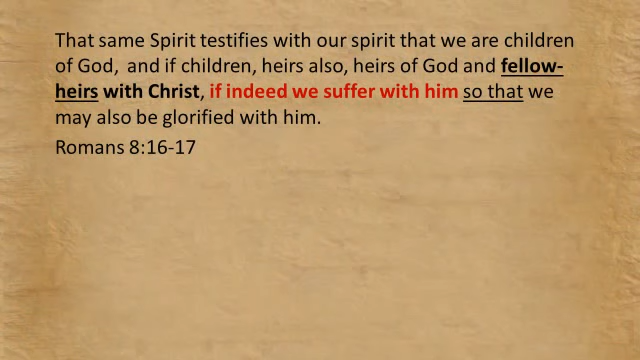 That same Spirit testifies with our spirit that we are children
of God, and if children, heirs also, heirs of God and fellow-
heirs with Christ, if indeed we suffer with him so that we
may also be glorified with him.
Romans 8:16-17